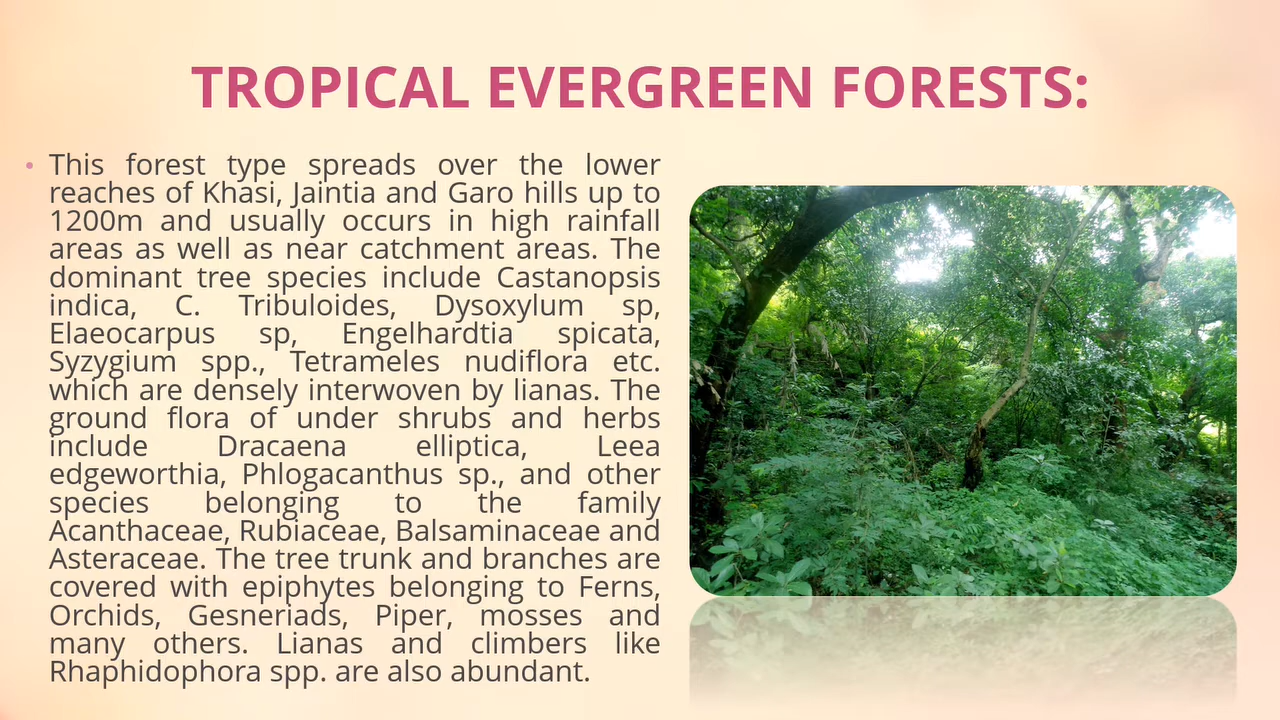 TROPICAL EVERGREEN FORESTS:
• This forest type spreads over the lower
reaches of Khasi, Jaintia and Garo hills up to
1200m and usually occurs in high rainfall
areas as well as near catchment areas. The
dominant tree species include Castanopsis
indica, C. Tribuloides, Dysoxylum sp,
Elaeocarpus sp, Engelhardtia spicata,
Syzygium spp., Tetrameles nudiflora etc.
which are densely interwoven by lianas. The
ground flora of under shrubs and herbs
include Dracaena elliptica, Leea
edgeworthia, Phlogacanthus sp., and other
species belonging to the family
Acanthaceae, Rubiaceae, Balsaminaceae and
Asteraceae. The tree trunk and branches are
covered with epiphytes belonging to Ferns,
Orchids, Gesneriads, Piper, mosses and
many others. Lianas and climbers like
Rhaphidophora spp. are also abundant.